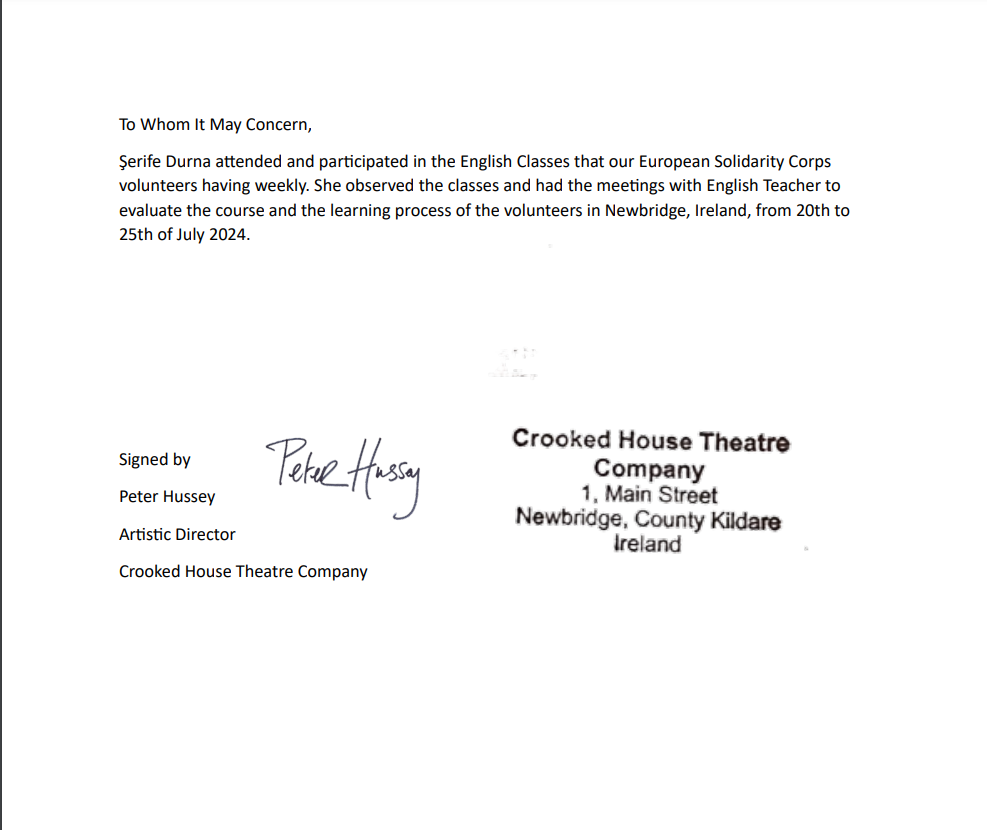 To Whom It May Concern,
Şerife Durna attended and participated in the English Classes that our European Solidarity Corps
volunteers having weekly. She observed the classes and had the meetings with English Teacher to
evaluate the course and the learning process of the volunteers in Newbridge, Ireland, from 20th to
25th of July 2024.
Signed by
Peter Hussey
Peter Hussey
Artistic Director
Crooked House Theatre Company
Crooked House Theatre
Company
1, Main Street
Newbridge, County Kildare
Ireland